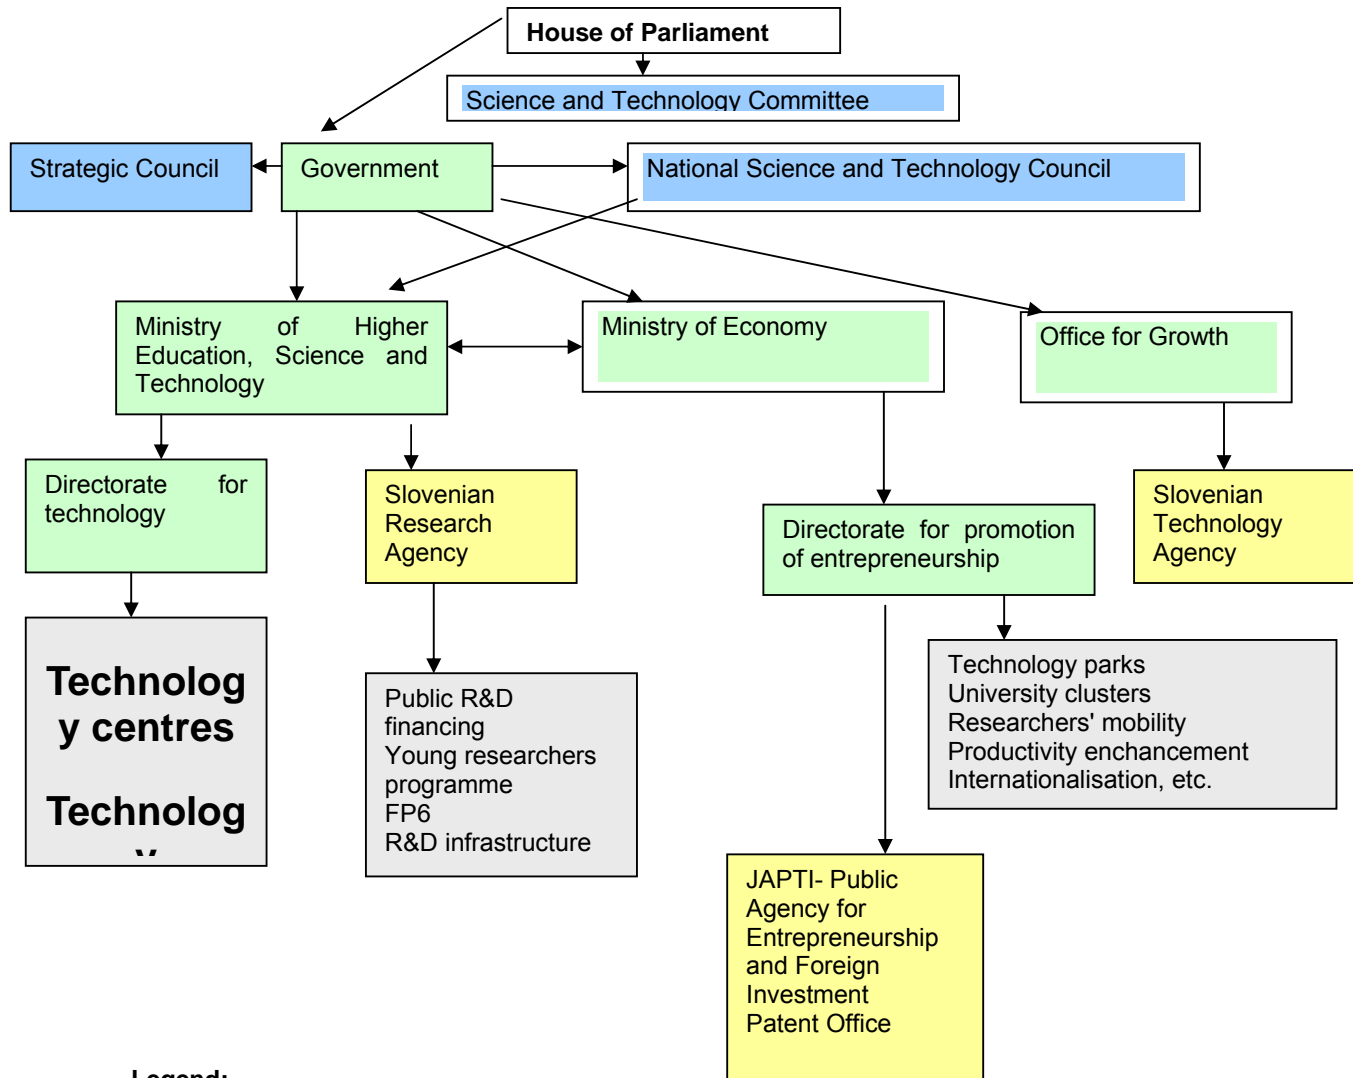 House of Parliament
Science and Technology Committee
Strategic Council
Government
National Science and Technology Council
Ministry of Higher
Education, Science and
Technology
Ministry of Economy
Office for Growth
Directorate for
technology
Slovenian
Research
Agency
Directorate for promotion
of entrepreneurship
Slovenian
Technology
Agency
Technolog
y centres
Technolog
y
Public R&D
financing
Young researchers
programme
FP6
R&D infrastructure
Technology parks
University clusters
Researchers' mobility
Productivity enchancement
Internationalisation, etc.
JAPTI- Public
Agency for
Entrepreneurship
and Foreign
Investment
Patent Office
Legend: